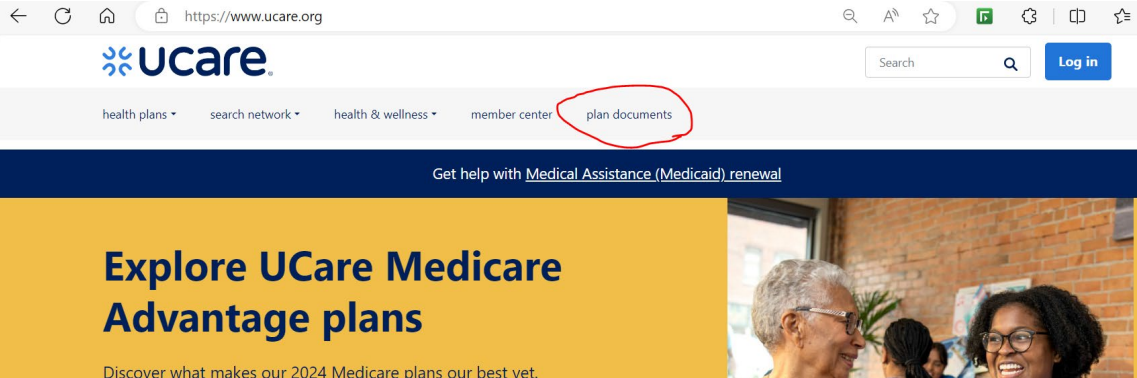 https://www.ucare.org
ucare
Search
Log in
health plans
search network
health & wellness
member center
plan documents
Get help with Medical Assistance (Medicaid) renewal
Explore UCare Medicare
Advantage plans
Discover what makes our 2024 Medicare plans our best yet.